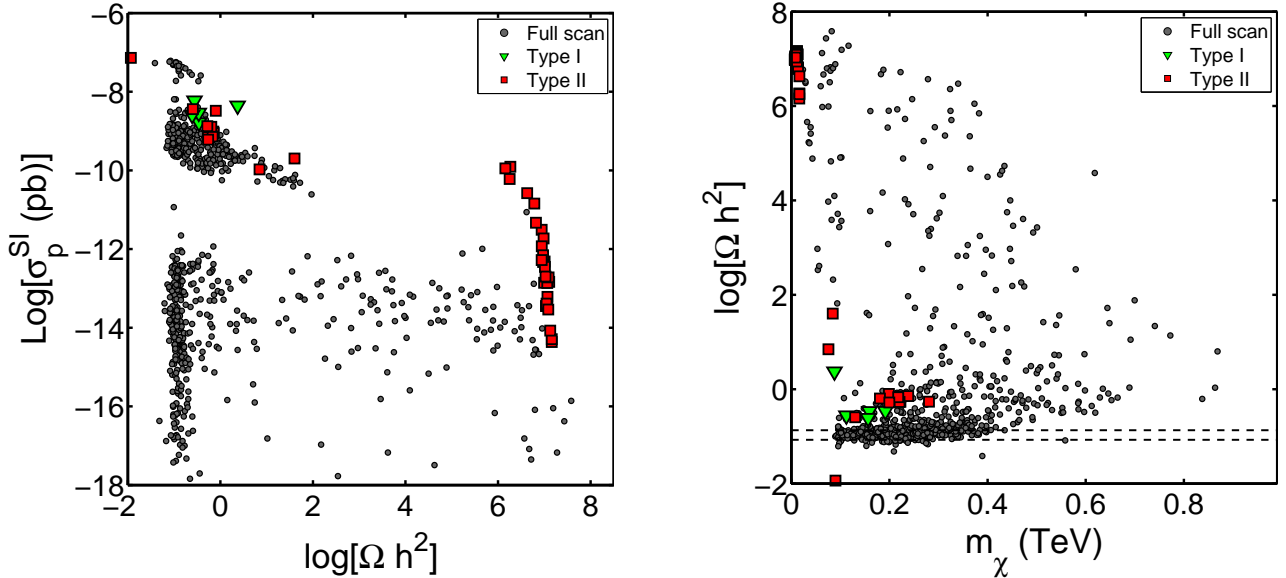 −6
−8
−10
−12
−14
−16
−18
−2
0
2
4
6
8
Log[σ_p^SI (pb)]
log[Ω h²]
Full scan
Type I
Type II
8
6
4
2
0
−2
0
0.2
0.4
0.6
0.8
log[Ω h²]
m_χ (TeV)
Full scan
Type I
Type II